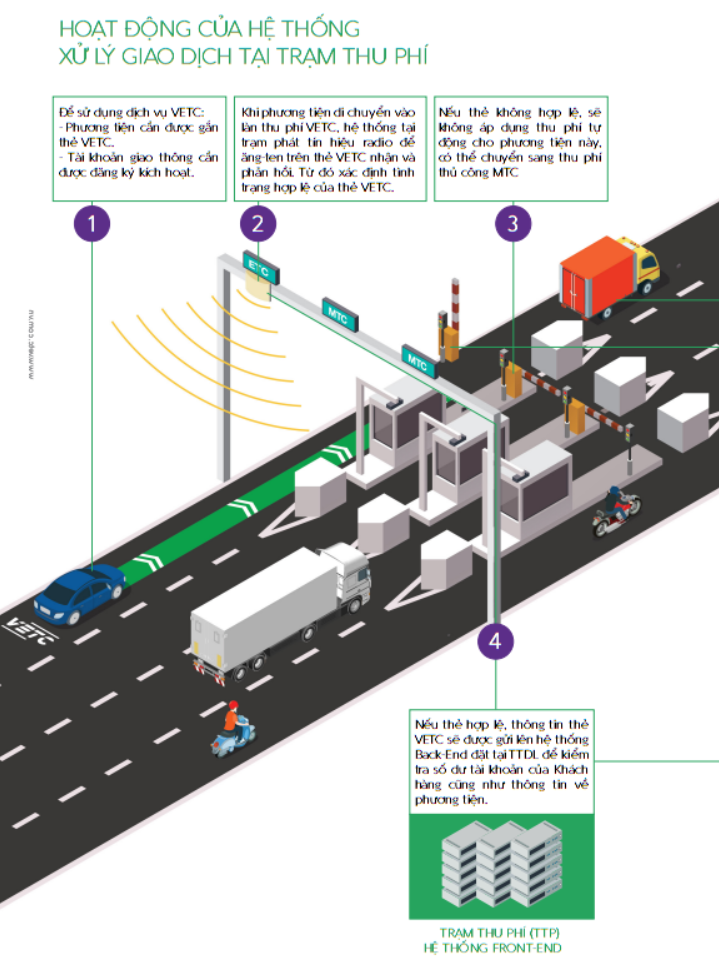 HOẠT ĐỘNG CỦA HỆ THỐNG
XỬ LÝ GIAO DỊCH TẠI TRẠM THU PHÍ
Để sử dụng dịch vụ VETC:
- Phương tiện cần được gắn
thẻ VETC.
- Tài khoản giao thông cần
được đăng ký kích hoạt.
Khi phương tiện di chuyển vào
làn thu phí VETC, hệ thống tại
trạm phát tín hiệu radio để
ăng-ten trên thẻ VETC nhận và
phản hồi. Từ đó xác định tình
trạng hợp lệ của thẻ VETC.
Nếu thẻ không hợp lệ, sẽ
không áp dụng thu phí tự
động cho phương tiện này,
có thể chuyển sang thu phí
thủ công MTC
1
2
3
ETC
MTC
MTC
www.vetc.com.vn
VETC
4
Nếu thẻ hợp lệ, thông tin thẻ
VETC sẽ được gửi lên hệ thống
Back-End đặt tại TTDL để kiểm
tra số dư tài khoản của Khách
hàng cũng như thông tin về
phương tiện.
TRẠM THU PHÍ (TTP)
HỆ THỐNG FRONT-END